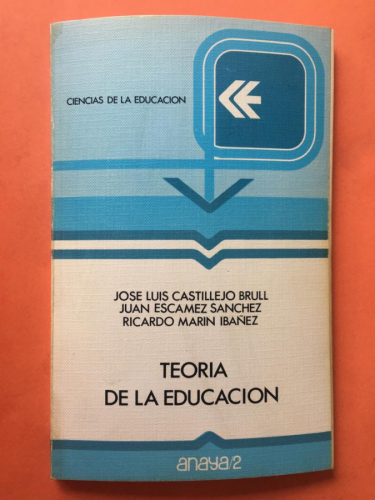 CIENCIAS DE LA EDUCACION
JOSE LUIS CASTILLEJO BRULL
JUAN ESCAMEZ SANCHEZ
RICARDO MARIN IBAÑEZ
TEORIA
DE LA EDUCACION
anaya/2